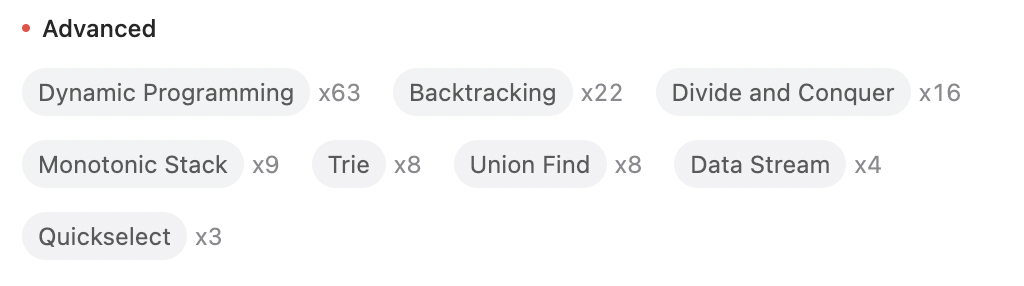 Advanced
Dynamic Programming x63 Backtracking x22 Divide and Conquer x16
Monotonic Stack x9 Trie x8 Union Find x8 Data Stream x4
Quickselect x3